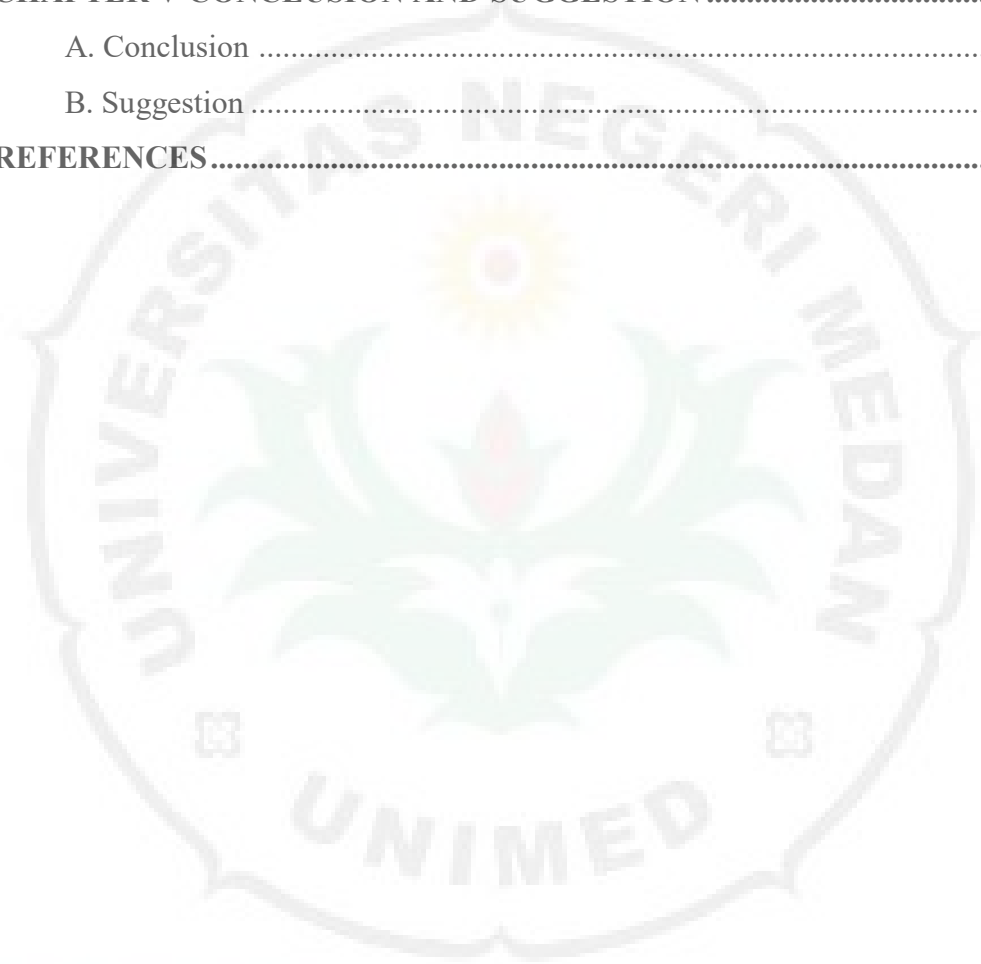 CHAPTER V CONCLUSION AND SUGGESTION
A. Conclusion
B. Suggestion
REFERENCES
UNIVERSITAS NEGERI MEDAN
UNIMED